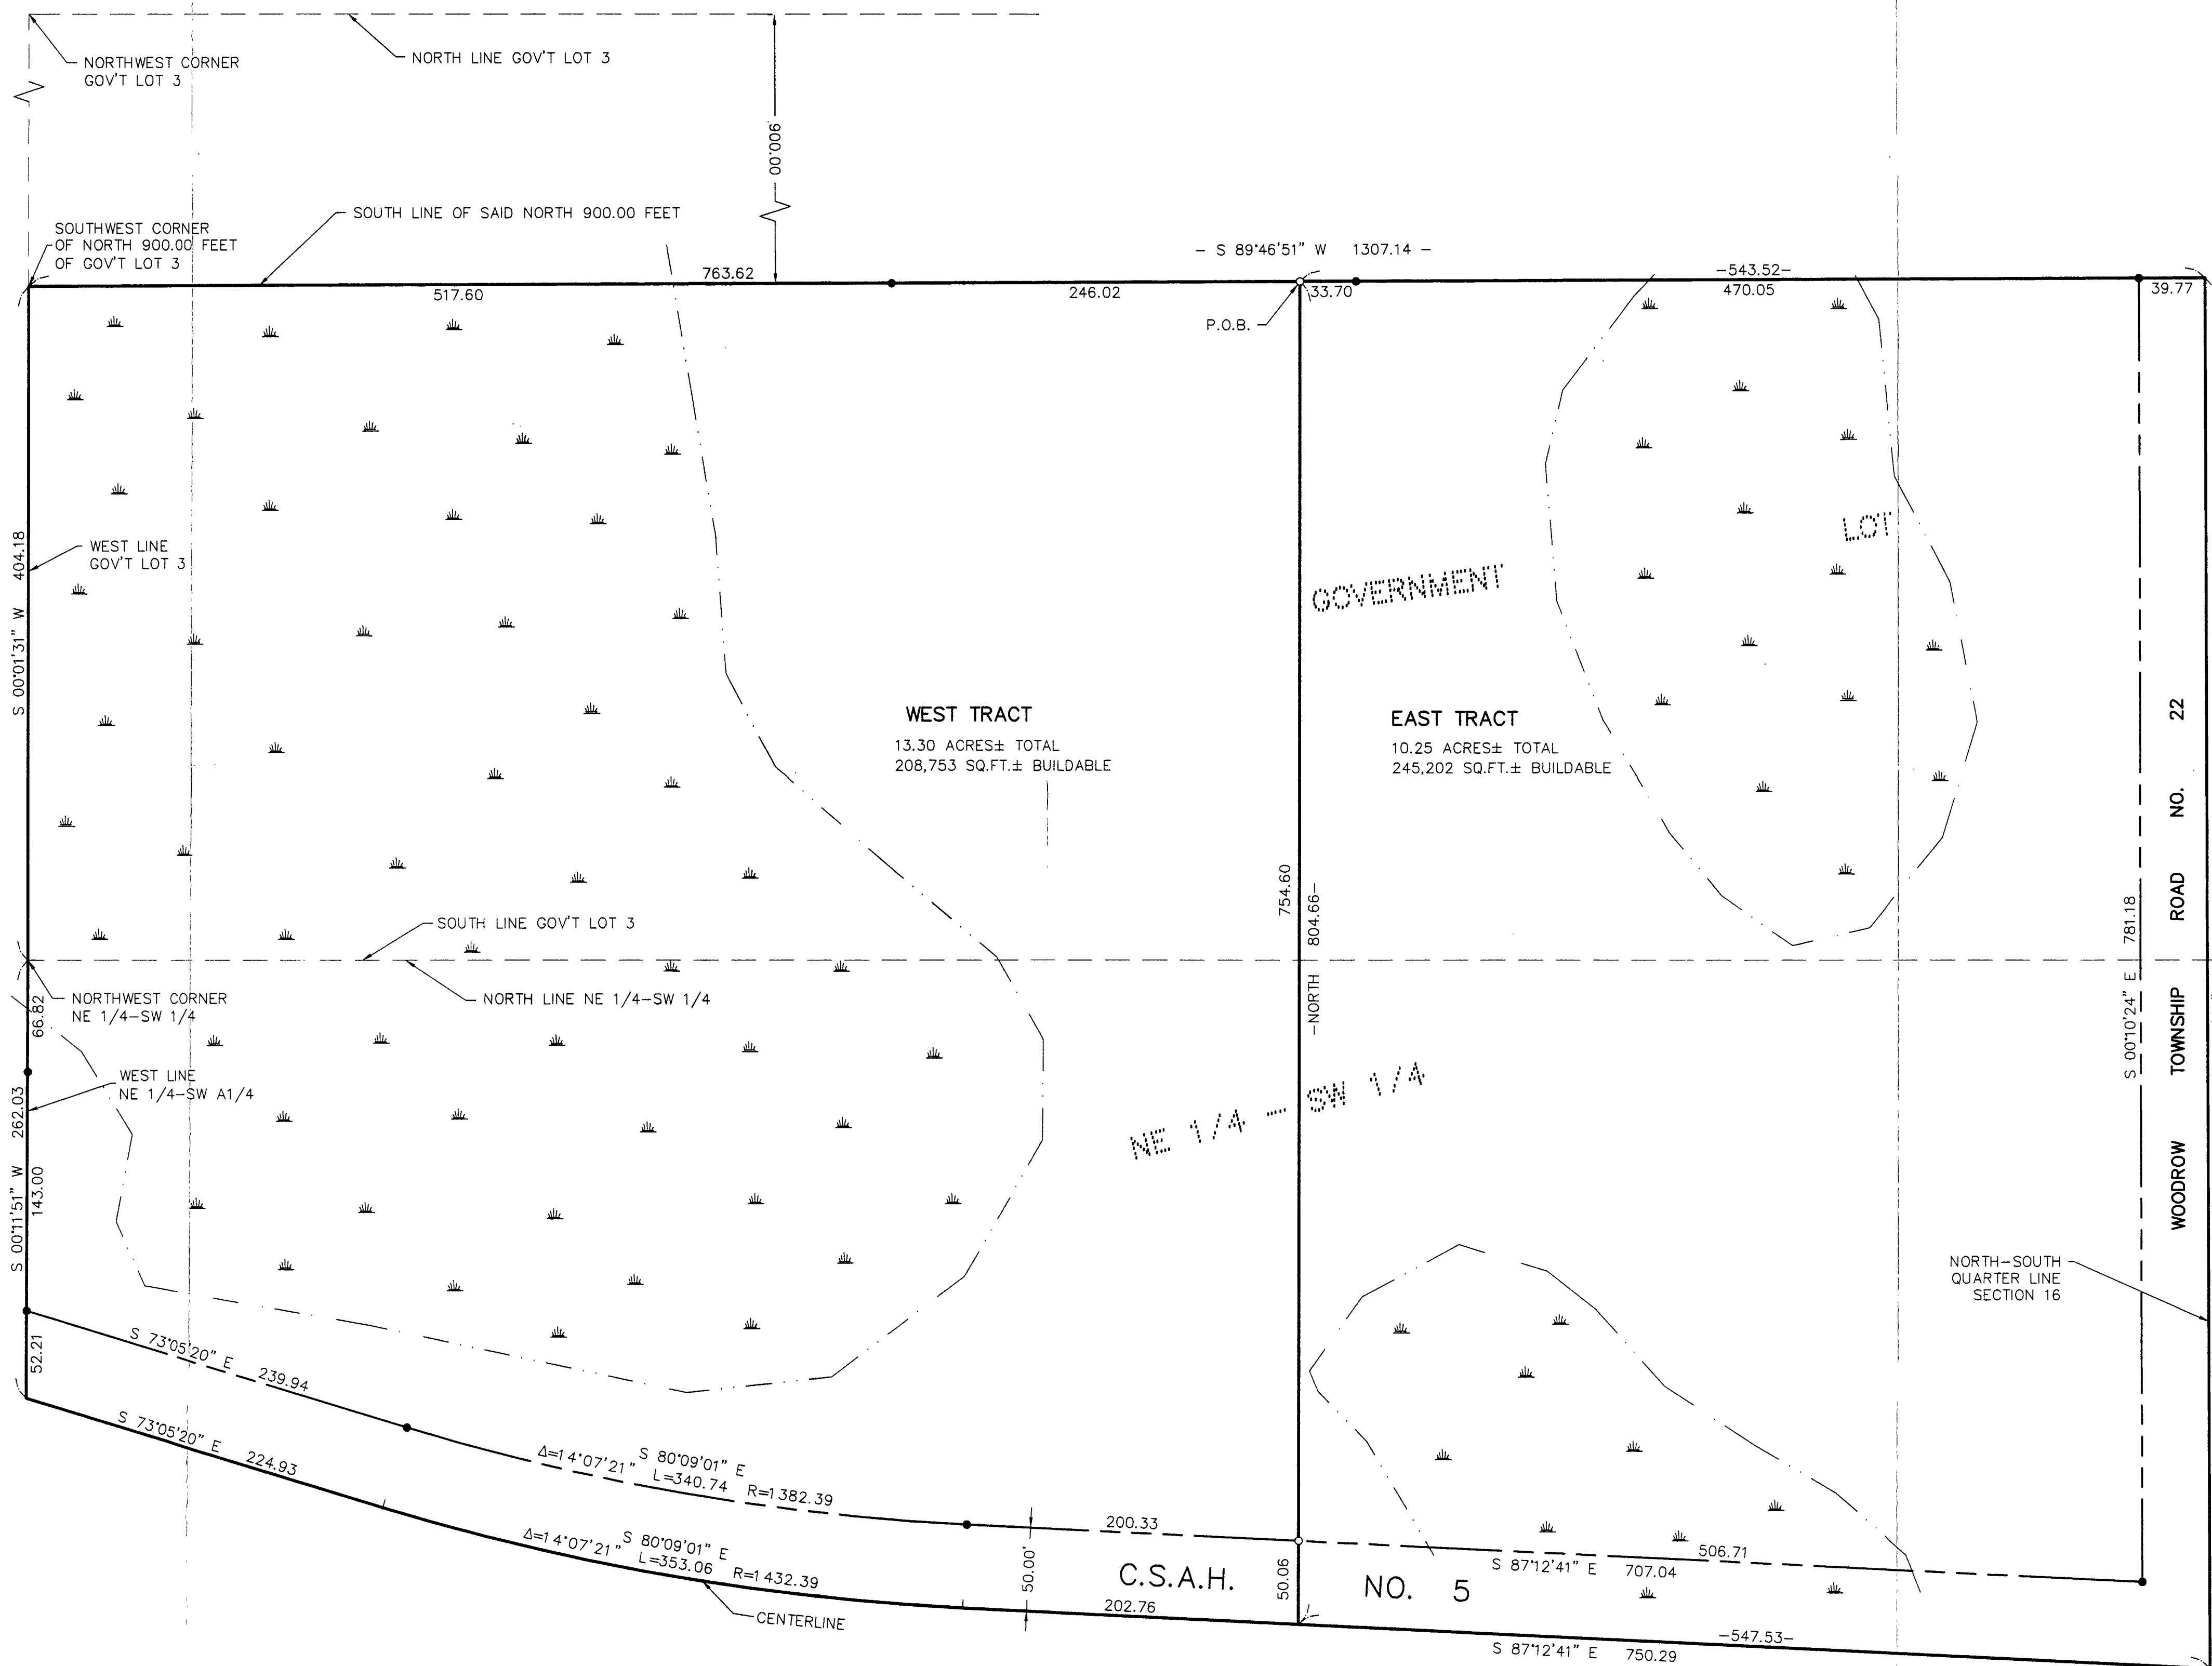 NORTHWEST CORNER
GOV'T LOT 3
NORTH LINE GOV'T LOT 3
900.00
SOUTH LINE OF SAID NORTH 900.00 FEET
SOUTHWEST CORNER
OF NORTH 900.00 FEET
OF GOV'T LOT 3
- S 89°46'51" W 1307.14 -
763.62
517.60
246.02
33.70
-543.52-
470.05
39.77
P.O.B.
S 00°01'31" W 404.18
WEST LINE
GOV'T LOT 3
GOVERNMENT
LOT
WEST TRACT
13.30 ACRES± TOTAL
208,753 SQ.FT.± BUILDABLE
EAST TRACT
10.25 ACRES± TOTAL
245,202 SQ.FT.± BUILDABLE
754.60
-NORTH 804.66-
S 00°10'24" E 781.18
WOODROW TOWNSHIP ROAD NO. 22
SOUTH LINE GOV'T LOT 3
NORTH LINE NE 1/4-SW 1/4
NORTHWEST CORNER
NE 1/4-SW 1/4
66.82
WEST LINE
NE 1/4-SW A1/4
S 00°11'51" W 262.03
143.00
52.21
NE 1/4 - SW 1/4
NORTH-SOUTH
QUARTER LINE
SECTION 16
S 73°05'20" E 239.94
S 73°05'20" E 224.93
S 80°09'01" E
Δ=14°07'21" L=340.74 R=1382.39
S 80°09'01" E
Δ=14°07'21" L=353.06 R=1432.39
CENTERLINE
200.33
50.00'
202.76
50.06
C.S.A.H. NO. 5
506.71
S 87°12'41" E 707.04
-547.53-
S 87°12'41" E 750.29